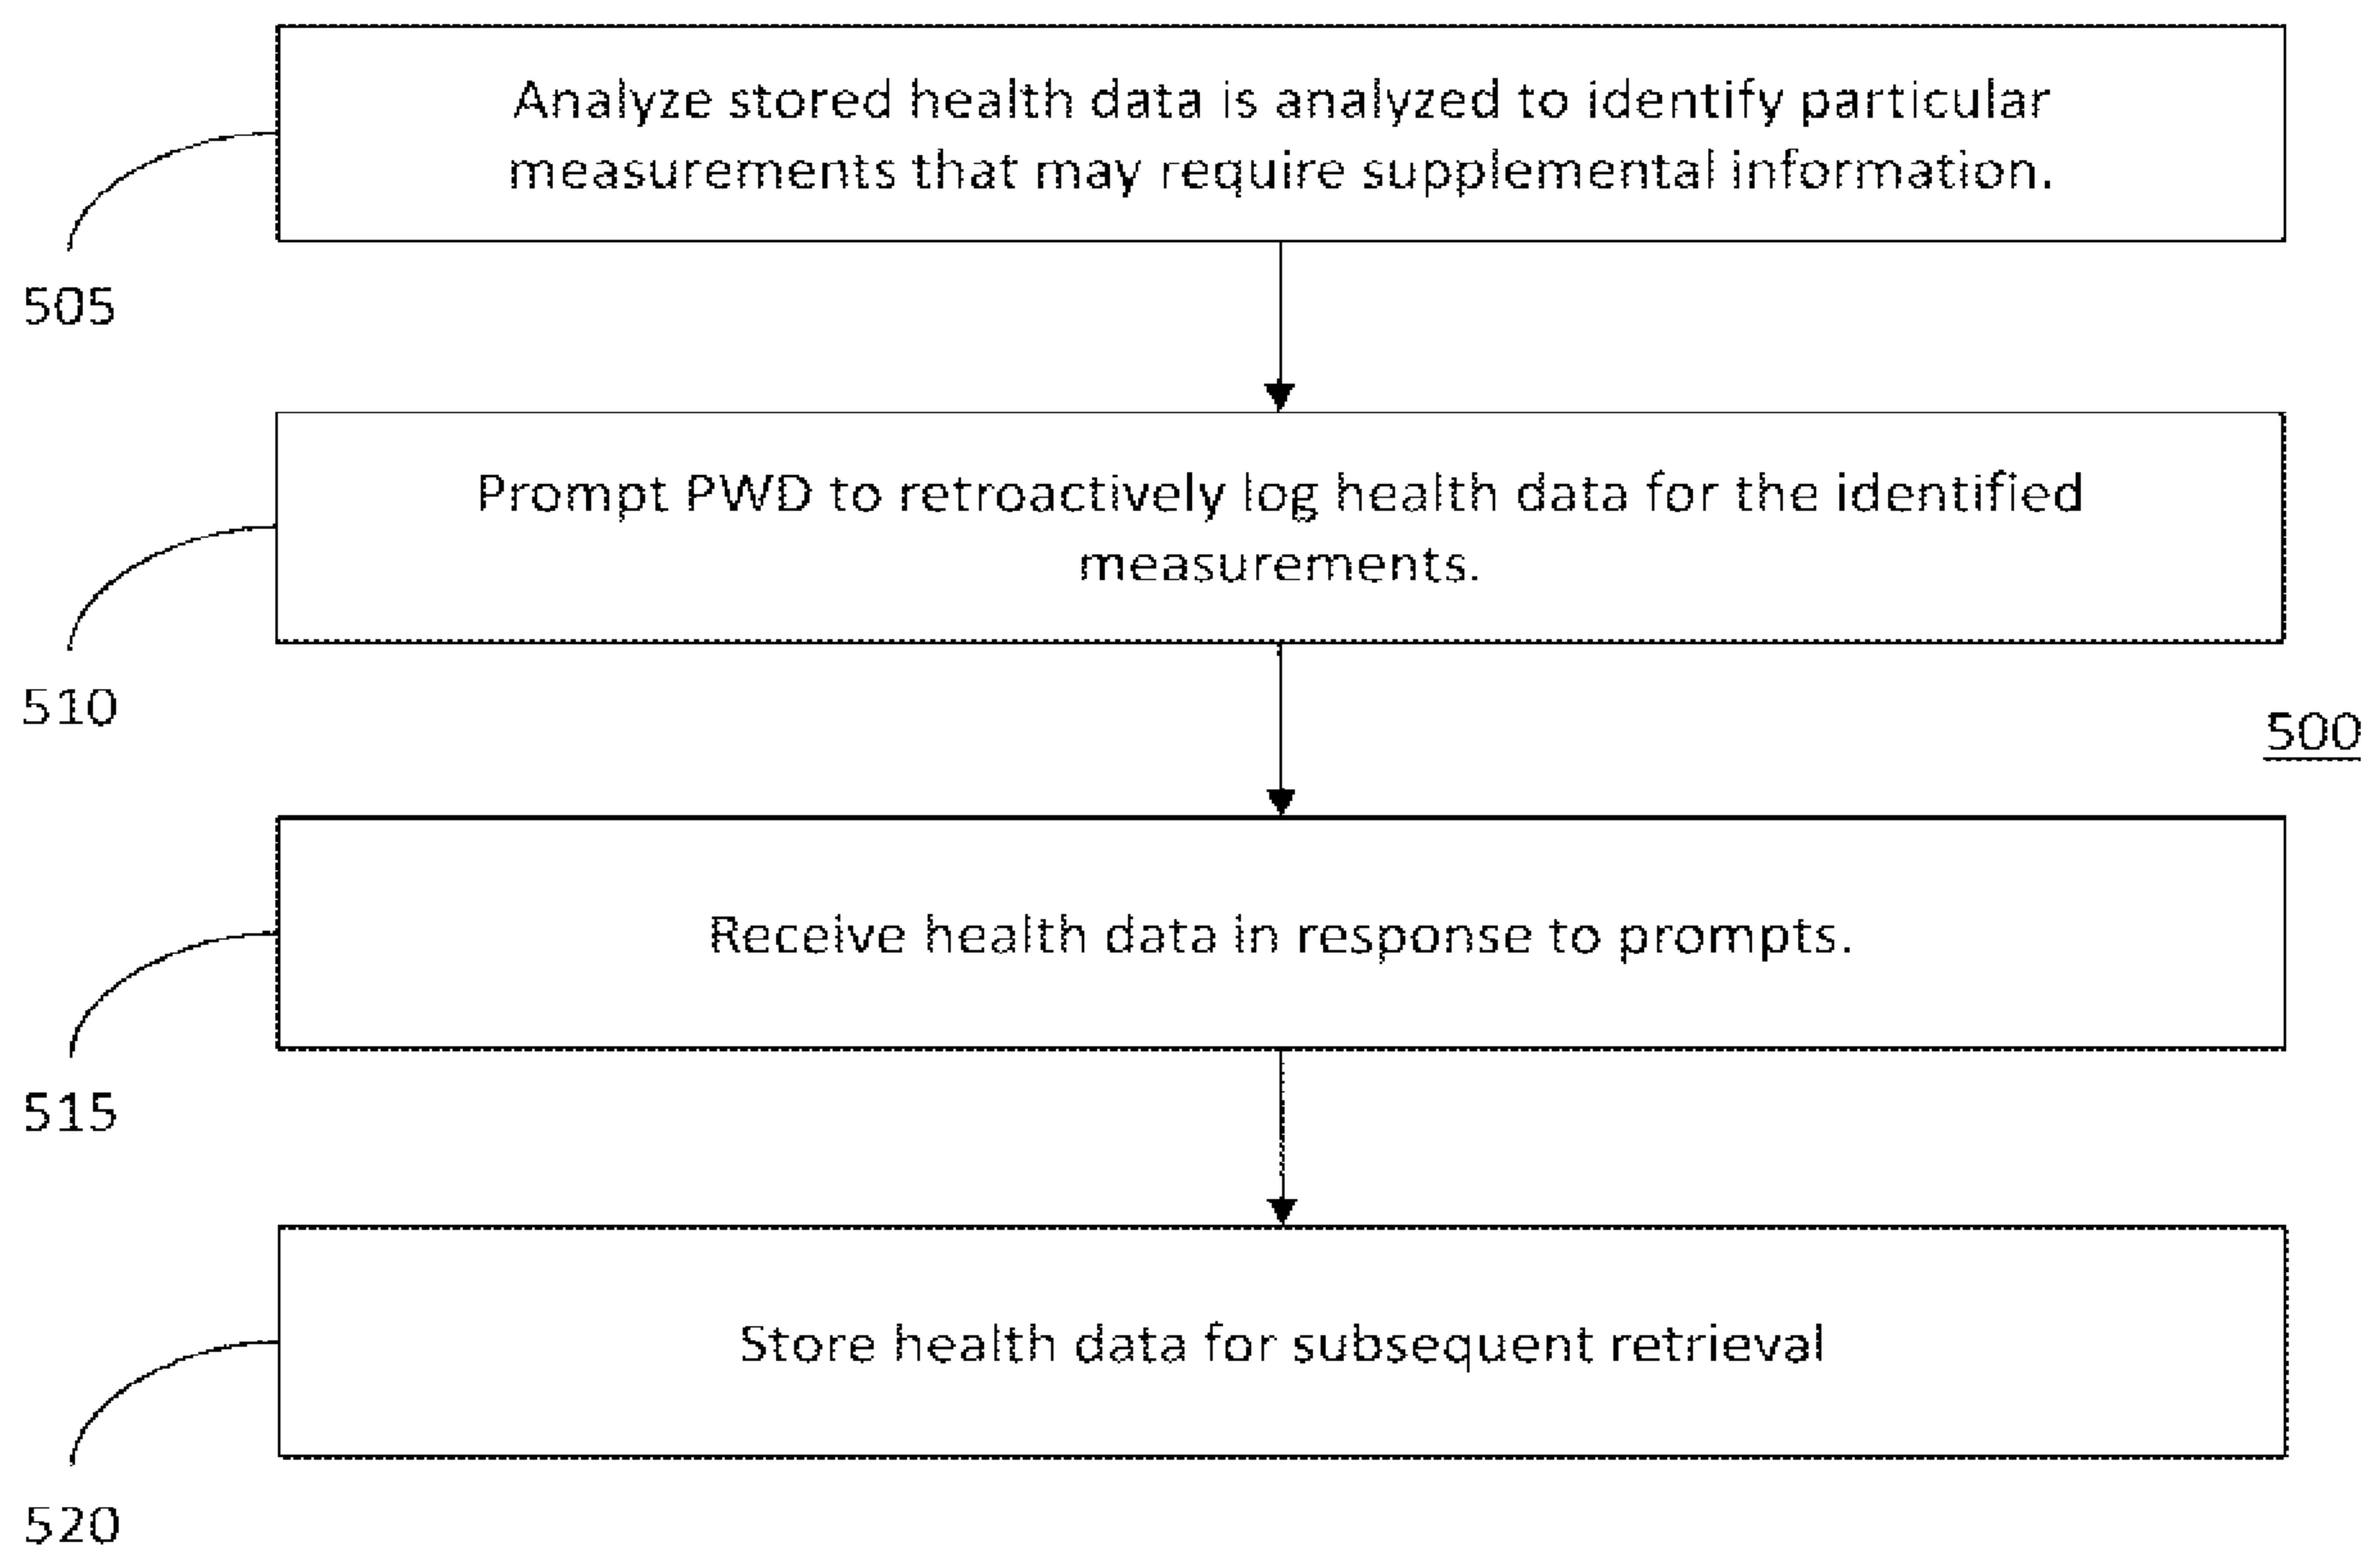 Analyze stored health data is analyzed to identify particular
measurements that may require supplemental information.
505
Prompt PWD to retroactively log health data for the identified
measurements.
510
500
Receive health data in response to prompts.
515
Store health data for subsequent retrieval
520